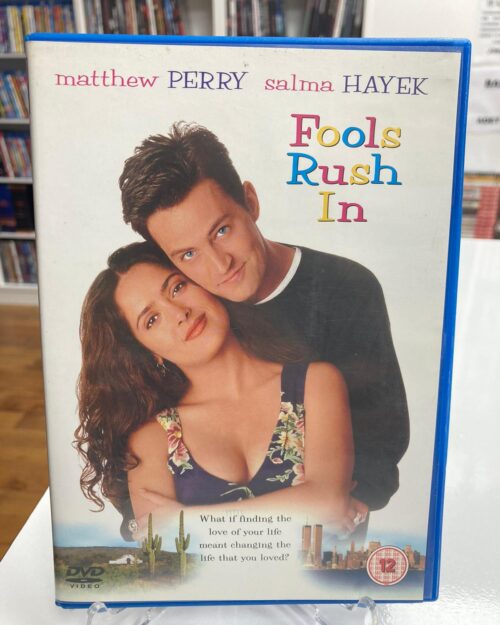 matthew PERRY salma HAYEK
Fools
Rush
In
What if finding the
love of your life
meant changing the
life that you loved?
DVD
VIDEO
12